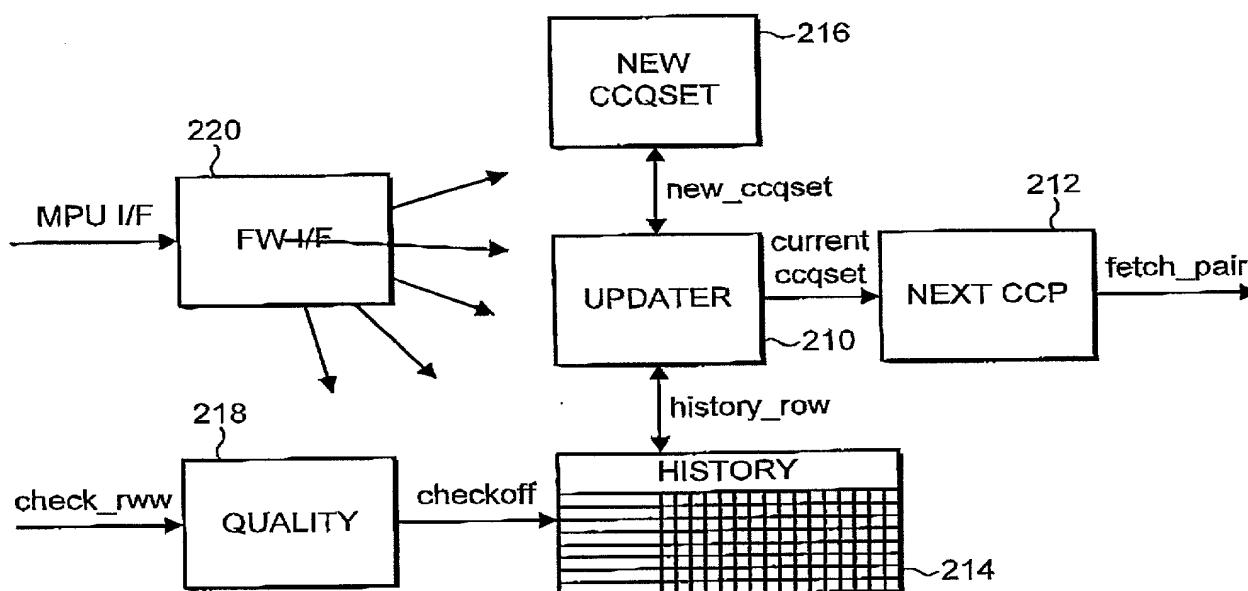 216
NEW
CCQSET
220
new_ccqset
212
MPU I/F
FW I/F
current
ccqset
fetch_pair
UPDATER
NEXT CCP
210
history_row
218
HISTORY
check_rww
QUALITY
checkoff
214